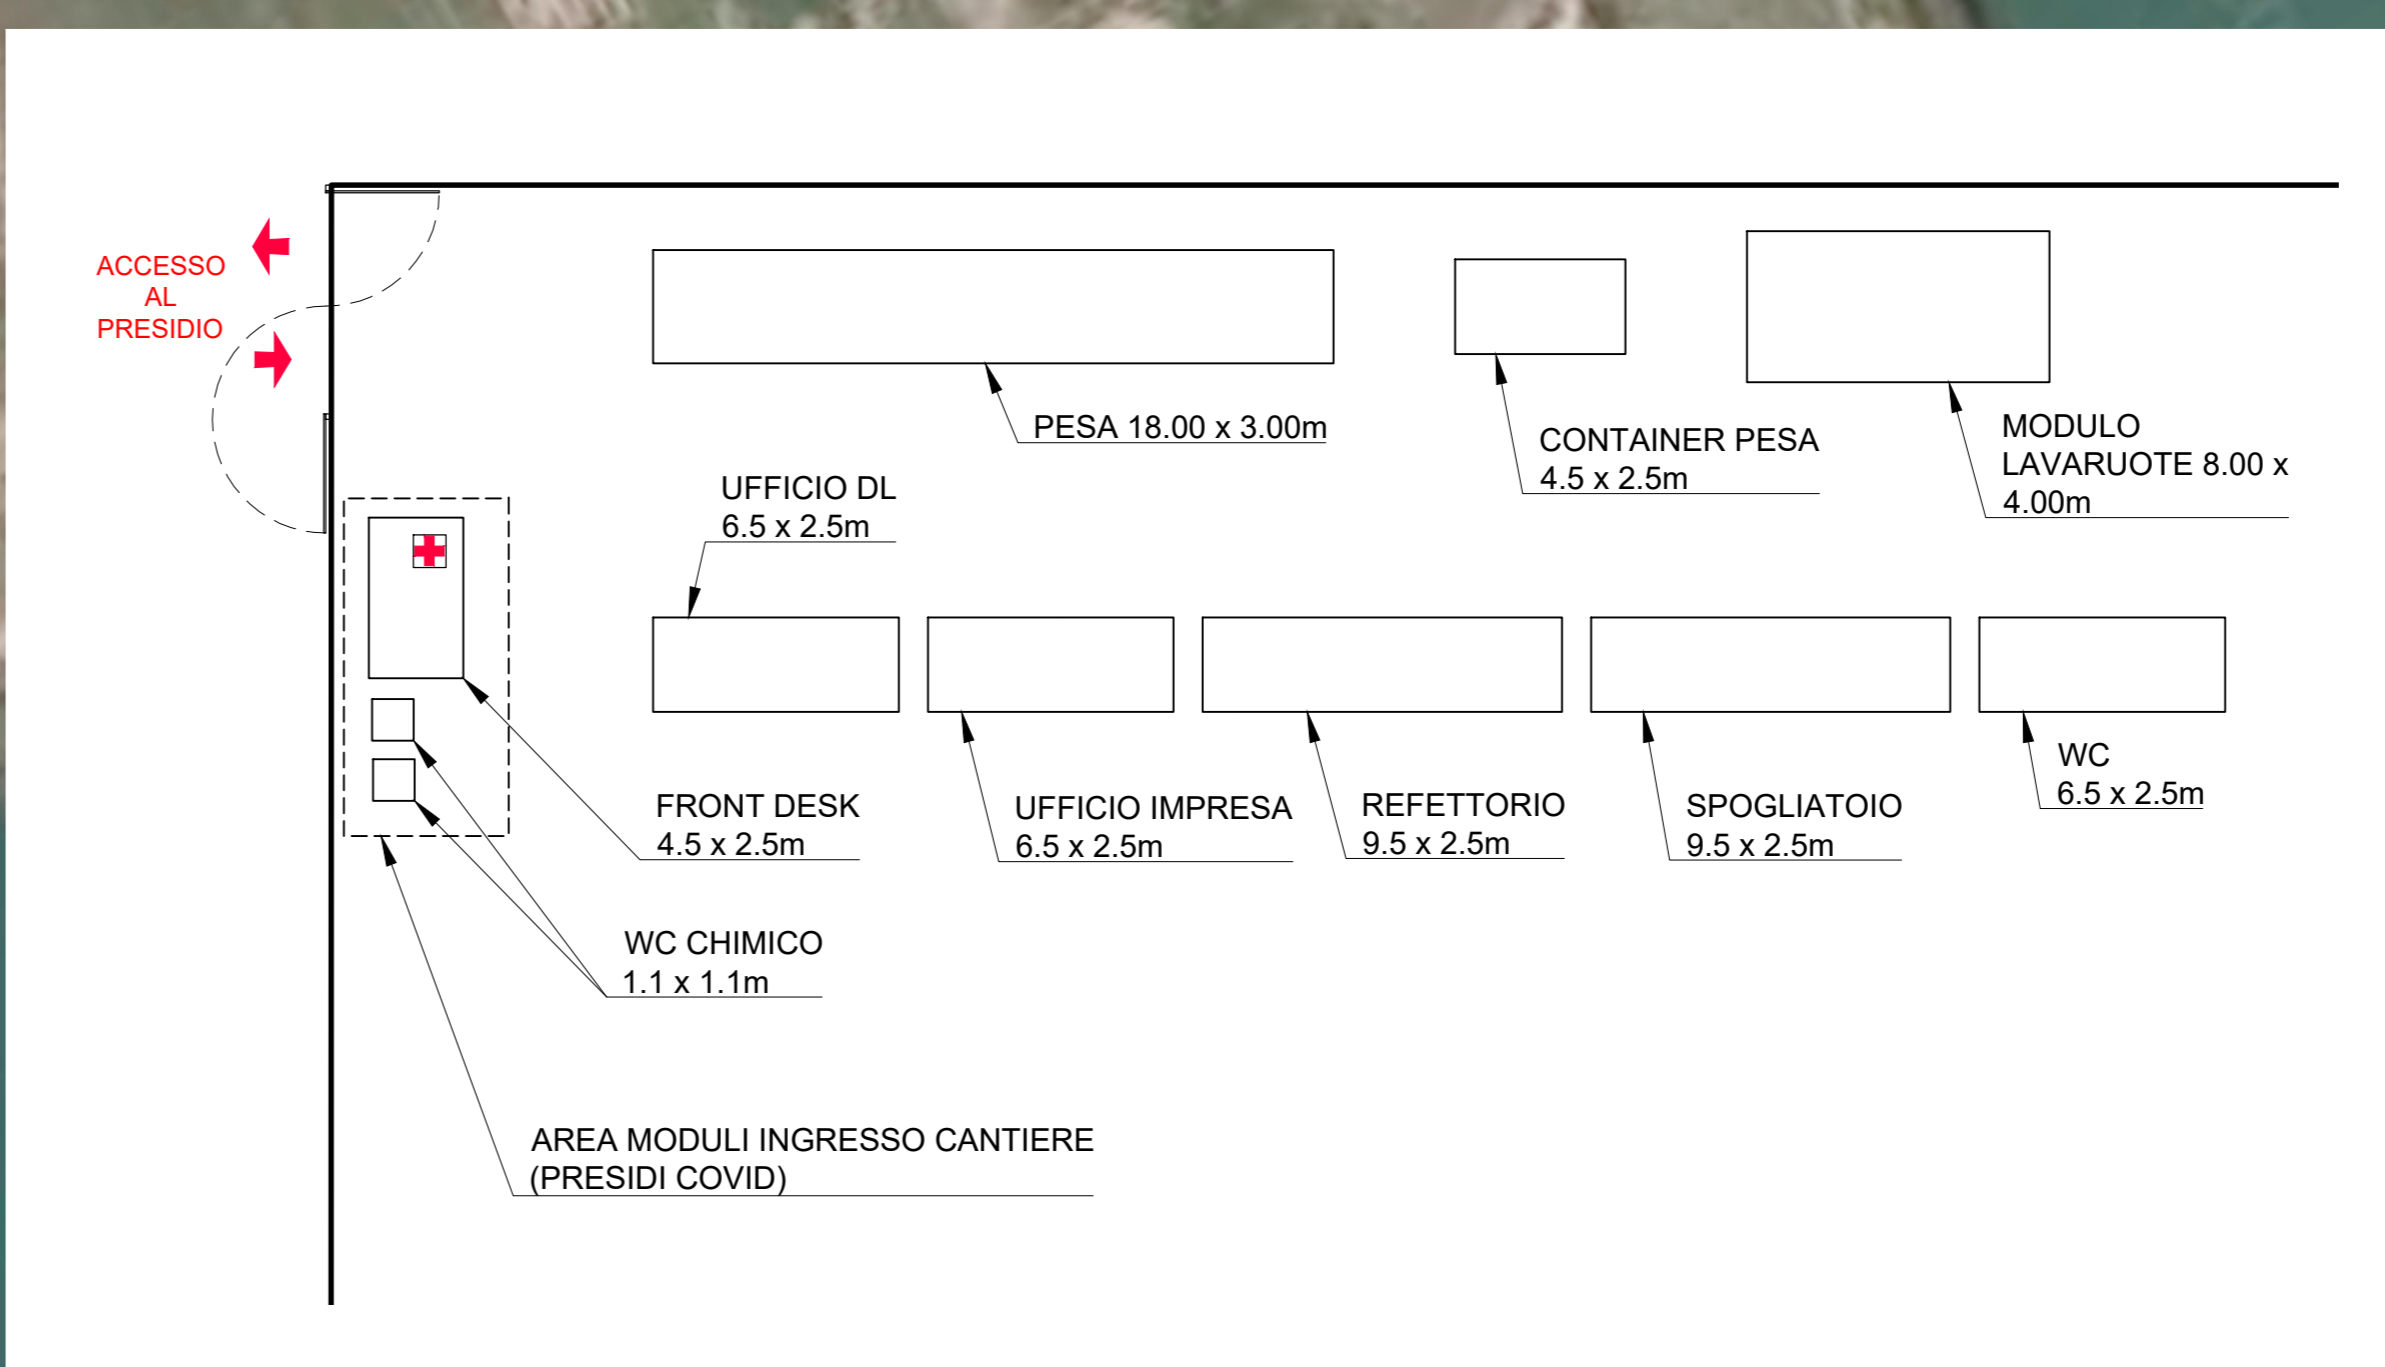 ACCESSO
AL
PRESIDIO
PESA 18.00 x 3.00m
CONTAINER PESA
4.5 x 2.5m
MODULO
LAVARUOTE 8.00 x
4.00m
UFFICIO DL
6.5 x 2.5m
FRONT DESK
4.5 x 2.5m
UFFICIO IMPRESA
6.5 x 2.5m
REFETTORIO
9.5 x 2.5m
SPOGLIATOIO
9.5 x 2.5m
WC
6.5 x 2.5m
WC CHIMICO
1.1 x 1.1m
AREA MODULI INGRESSO CANTIERE
(PRESIDI COVID)